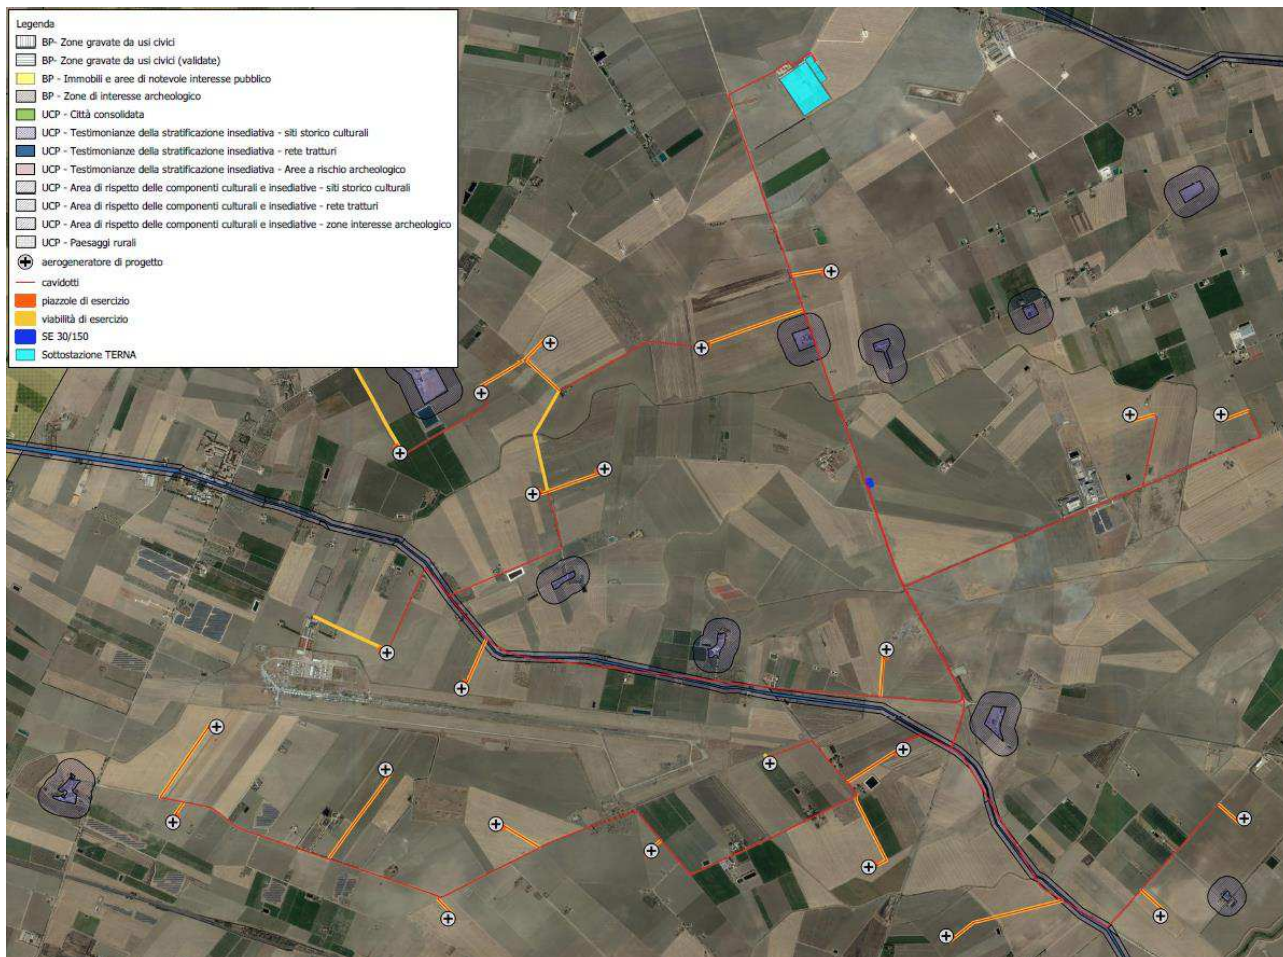 Legenda
BP- Zone gravate da usi civici
BP- Zone gravate da usi civici (validate)
BP - Immobili e aree di notevole interesse pubblico
BP - Zone di interesse archeologico
UCP - Città consolidata
UCP - Testimonianze della stratificazione insediativa - siti storico culturali
UCP - Testimonianze della stratificazione insediativa - rete tratturi
UCP - Testimonianze della stratificazione insediativa - Aree a rischio archeologico
UCP - Area di rispetto delle componenti culturali e insediative - siti storico culturali
UCP - Area di rispetto delle componenti culturali e insediative - rete tratturi
UCP - Area di rispetto delle componenti culturali e insediative - zone interesse archeologico
UCP - Paesaggi rurali
aerogeneratore di progetto
cavidotti
piazzole di esercizio
viabilità di esercizio
SE 30/150
Sottostazione TERNA